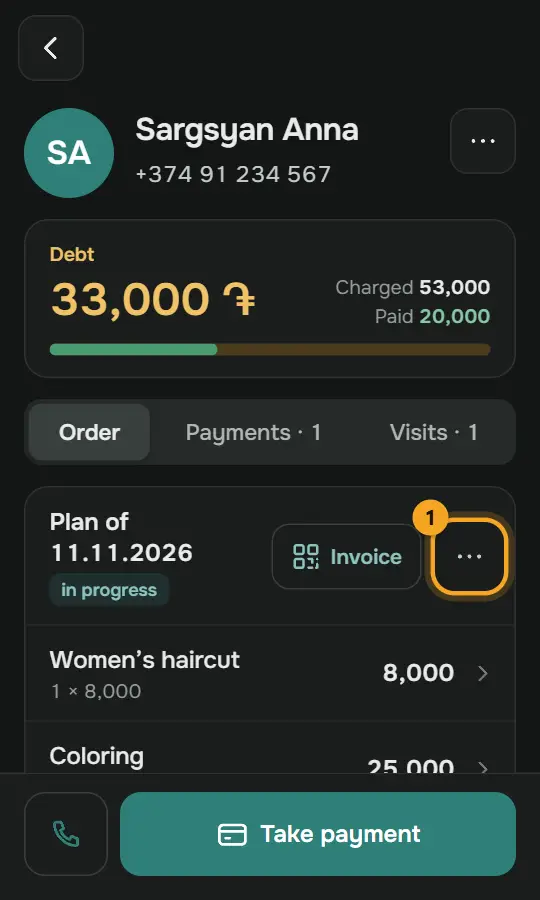 SA
Sargsyan Anna
+374 91 234 567
Debt
33,000 ֏
Charged 53,000
Paid 20,000
Order
Payments · 1
Visits · 1
Plan of
11.11.2026
in progress
Invoice
1
Women’s haircut
1 × 8,000
8,000
Coloring
25,000
Take payment